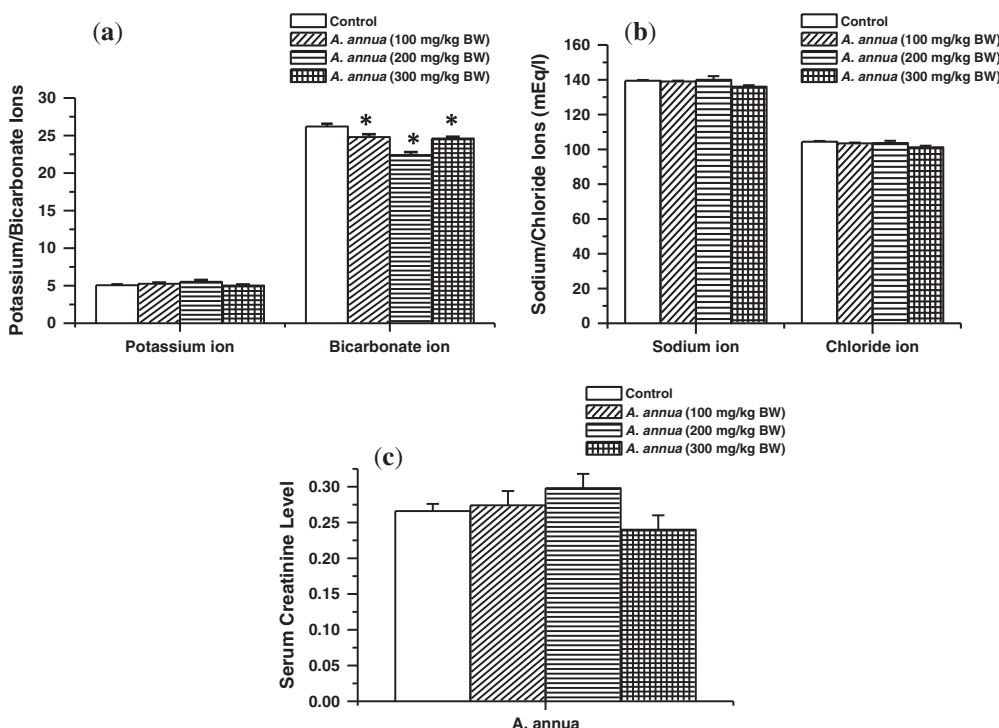 (a)
Control
A. annua (100 mg/kg BW)
A. annua (200 mg/kg BW)
A. annua (300 mg/kg BW)
Potassium/Bicarbonate Ions
30
25
20
15
10
5
0
* * *
Potassium ion Bicarbonate ion
(b)
Control
A. annua (100 mg/kg BW)
A. annua (200 mg/kg BW)
A. annua (300 mg/kg BW)
Sodium/Chloride Ions (mEq/l)
160
140
120
100
80
60
40
20
0
Sodium ion Chloride ion
(c)
Control
A. annua (100 mg/kg BW)
A. annua (200 mg/kg BW)
A. annua (300 mg/kg BW)
Serum Creatinine Level
0.30
0.25
0.20
0.15
0.10
0.05
0.00
A. annua